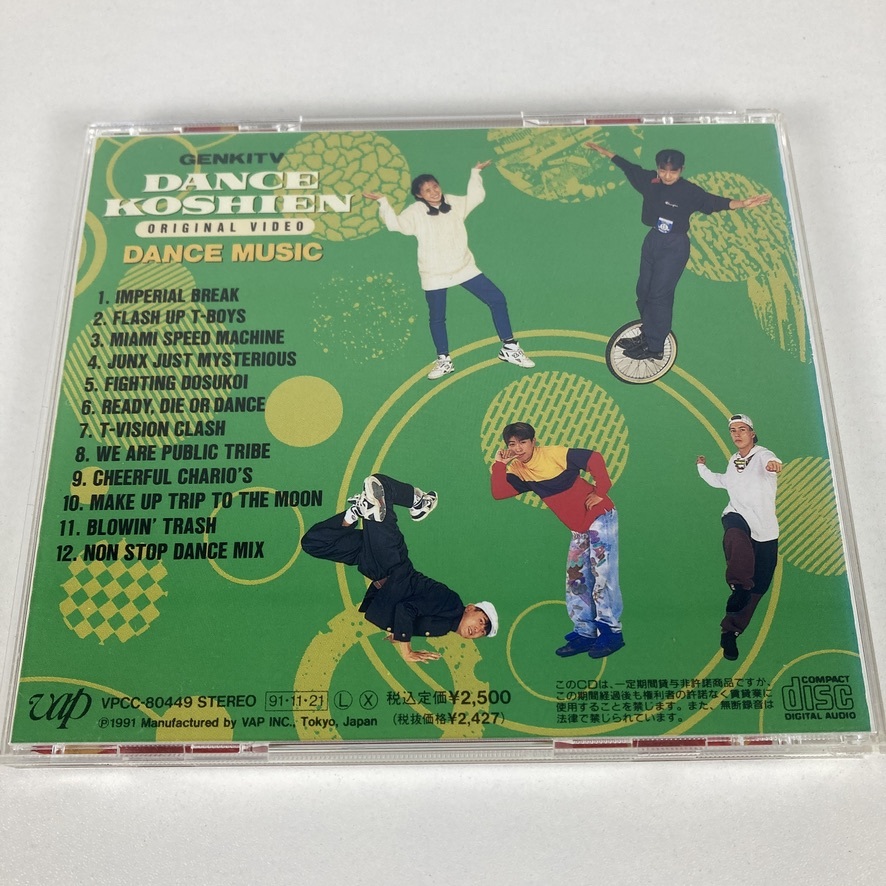 GENKITV
DANCE
KOSHIEN
ORIGINAL VIDEO
DANCE MUSIC
1. IMPERIAL BREAK
2. FLASH UP T-BOYS
3. MIAMI SPEED MACHINE
4. JUNX JUST MYSTERIOUS
5. FIGHTING DOSUKOI
6. READY, DIE OR DANCE
7. T-VISION CLASH
8. WE ARE PUBLIC TRIBE
9. CHEERFUL CHARIO'S
10. MAKE UP TRIP TO THE MOON
11. BLOWIN' TRASH
12. NON STOP DANCE MIX
vap
VPCC-80449 STEREO 91・11・21 Ⓛ Ⓧ 税込定価¥2,500
(税抜価格¥2,427)
℗1991 Manufactured by VAP INC., Tokyo, Japan
このCDは、一定期間貸与非許諾商品ですが、
この期間経過後も権利者の許諾なく賃貸業に
使用することを禁じます。また、無断録音は
法律で禁じられています。
COMPACT
disc
DIGITAL AUDIO